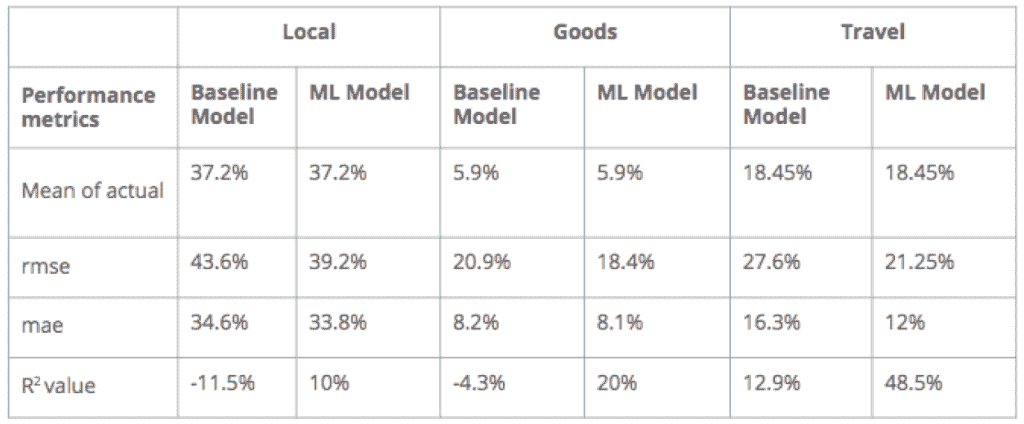 Local Goods Travel
Performance metrics Baseline Model ML Model Baseline Model ML Model Baseline Model ML Model
Mean of actual 37.2% 37.2% 5.9% 5.9% 18.45% 18.45%
rmse 43.6% 39.2% 20.9% 18.4% 27.6% 21.25%
mae 34.6% 33.8% 8.2% 8.1% 16.3% 12%
R² value -11.5% 10% -4.3% 20% 12.9% 48.5%